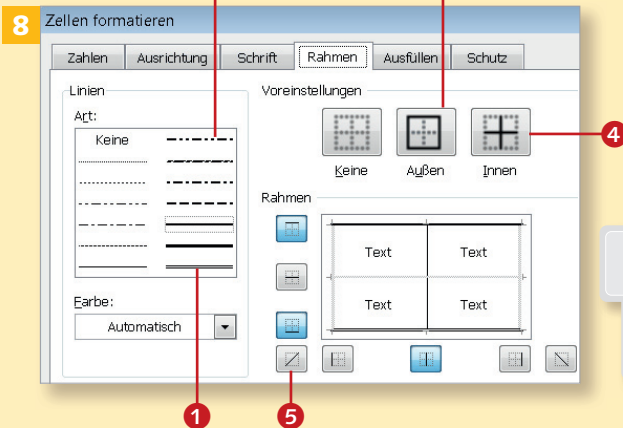 8
Zellen formatieren
Zahlen Ausrichtung Schrift Rahmen Ausfüllen Schutz
Linien
Voreinstellungen
Art:
Keine
4
Keine Außen Innen
Rahmen
Text Text
Text Text
Farbe:
Automatisch
1 5